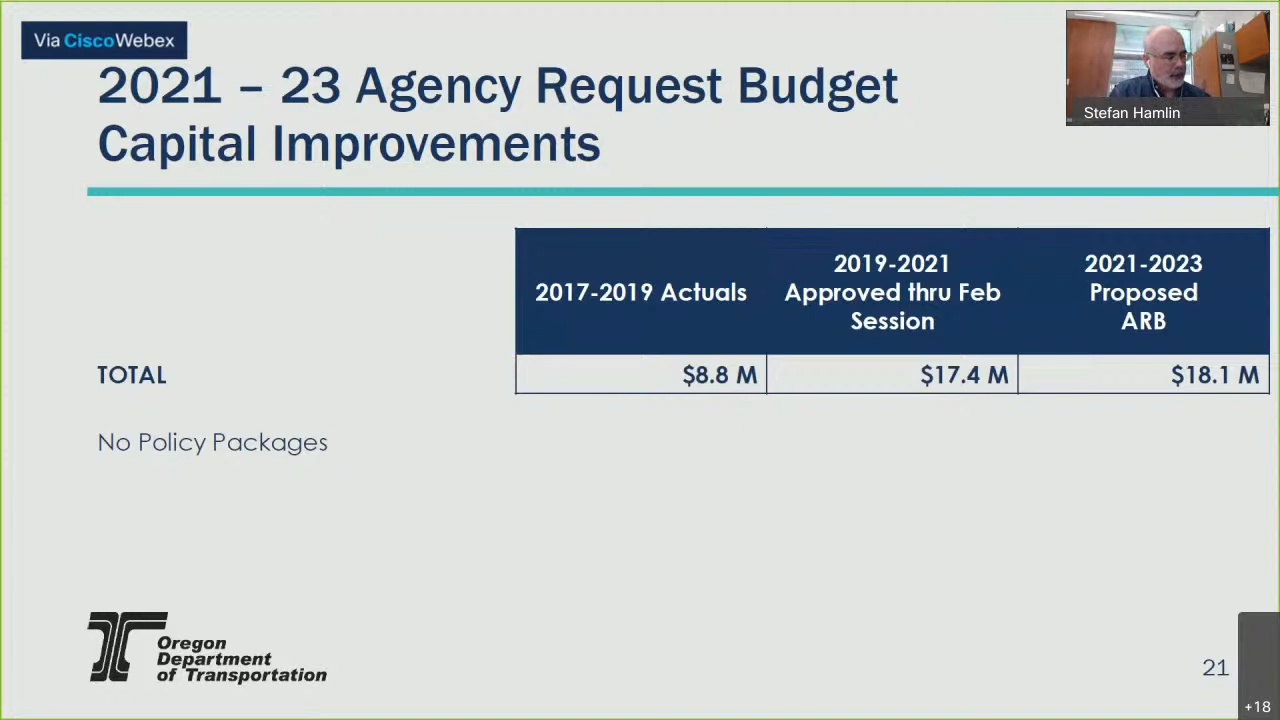 Via CiscoWebex
2021 – 23 Agency Request Budget
Capital Improvements
Stefan Hamlin
2017-2019 Actuals
2019-2021
Approved thru Feb
Session
2021-2023
Proposed
ARB
TOTAL
$8.8 M
$17.4 M
$18.1 M
No Policy Packages
Oregon
Department
of Transportation
21
+18